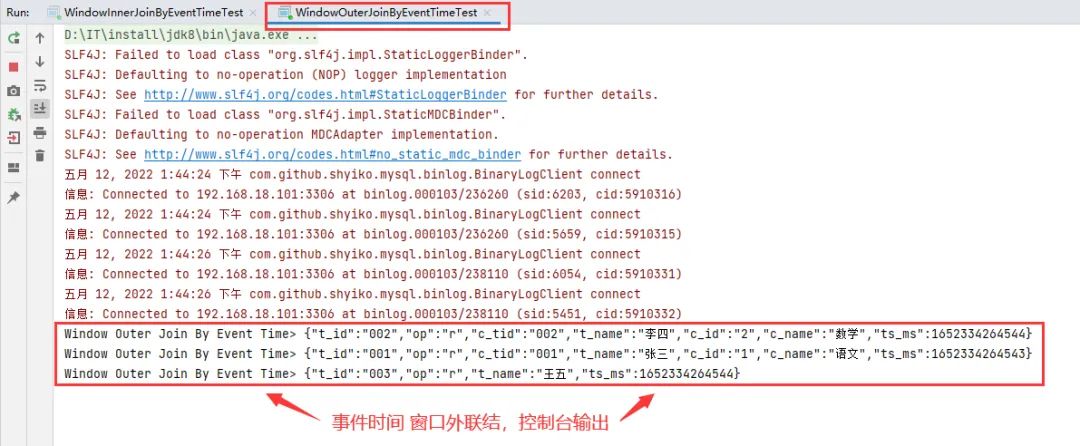 Run: WindowInnerJoinByEventTimeTest WindowOuterJoinByEventTimeTest
D:\IT\install\jdk8\bin\java.exe ...
SLF4J: Failed to load class "org.slf4j.impl.StaticLoggerBinder".
SLF4J: Defaulting to no-operation (NOP) logger implementation
SLF4J: See http://www.slf4j.org/codes.html#StaticLoggerBinder for further details.
SLF4J: Failed to load class "org.slf4j.impl.StaticMDCBinder".
SLF4J: Defaulting to no-operation MDCAdapter implementation.
SLF4J: See http://www.slf4j.org/codes.html#no_static_mdc_binder for further details.
五月 12, 2022 1:44:24 下午 com.github.shyiko.mysql.binlog.BinaryLogClient connect
信息: Connected to 192.168.18.101:3306 at binlog.000103/236260 (sid:6203, cid:5910316)
五月 12, 2022 1:44:24 下午 com.github.shyiko.mysql.binlog.BinaryLogClient connect
信息: Connected to 192.168.18.101:3306 at binlog.000103/236260 (sid:5659, cid:5910315)
五月 12, 2022 1:44:26 下午 com.github.shyiko.mysql.binlog.BinaryLogClient connect
信息: Connected to 192.168.18.101:3306 at binlog.000103/238110 (sid:6054, cid:5910331)
五月 12, 2022 1:44:26 下午 com.github.shyiko.mysql.binlog.BinaryLogClient connect
信息: Connected to 192.168.18.101:3306 at binlog.000103/238110 (sid:5451, cid:5910332)
Window Outer Join By Event Time> {"t_id":"002","op":"r","c_tid":"002","t_name":"李四","c_id":"2","c_name":"数学","ts_ms":1652334264544}
Window Outer Join By Event Time> {"t_id":"001","op":"r","c_tid":"001","t_name":"张三","c_id":"1","c_name":"语文","ts_ms":1652334264543}
Window Outer Join By Event Time> {"t_id":"003","op":"r","t_name":"王五","ts_ms":1652334264544}
事件时间 窗口外联结，控制台输出